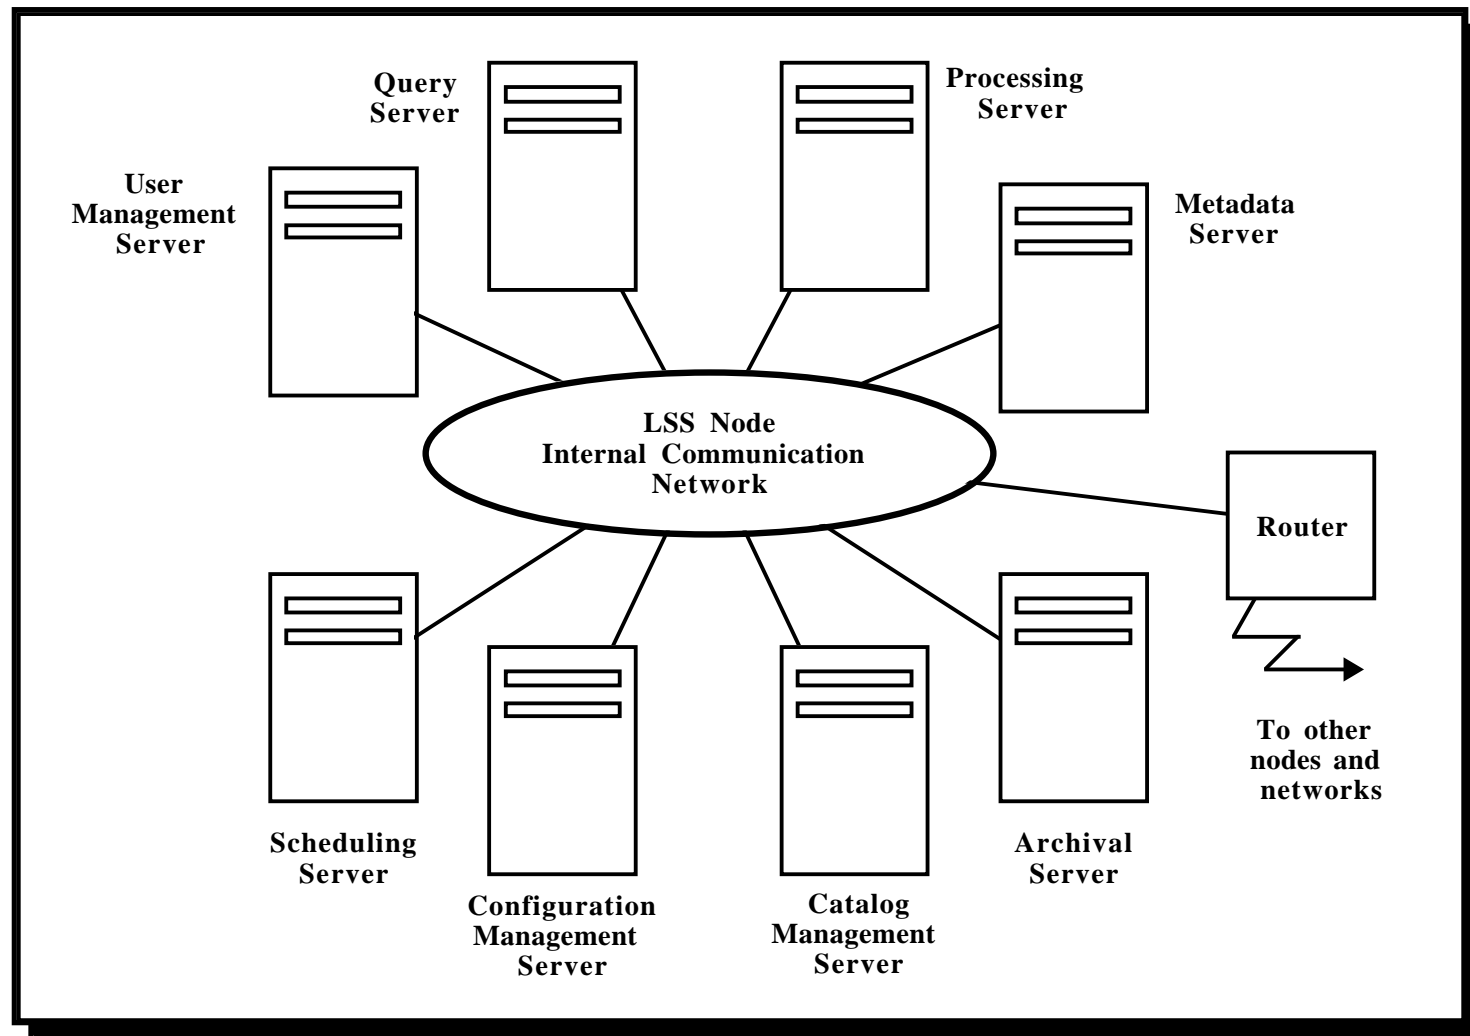 Query
Server
Processing
Server
User
Management
Server
Metadata
Server
LSS Node
Internal Communication
Network
Router
To other
nodes and
networks
Scheduling
Server
Archival
Server
Configuration
Management
Server
Catalog
Management
Server